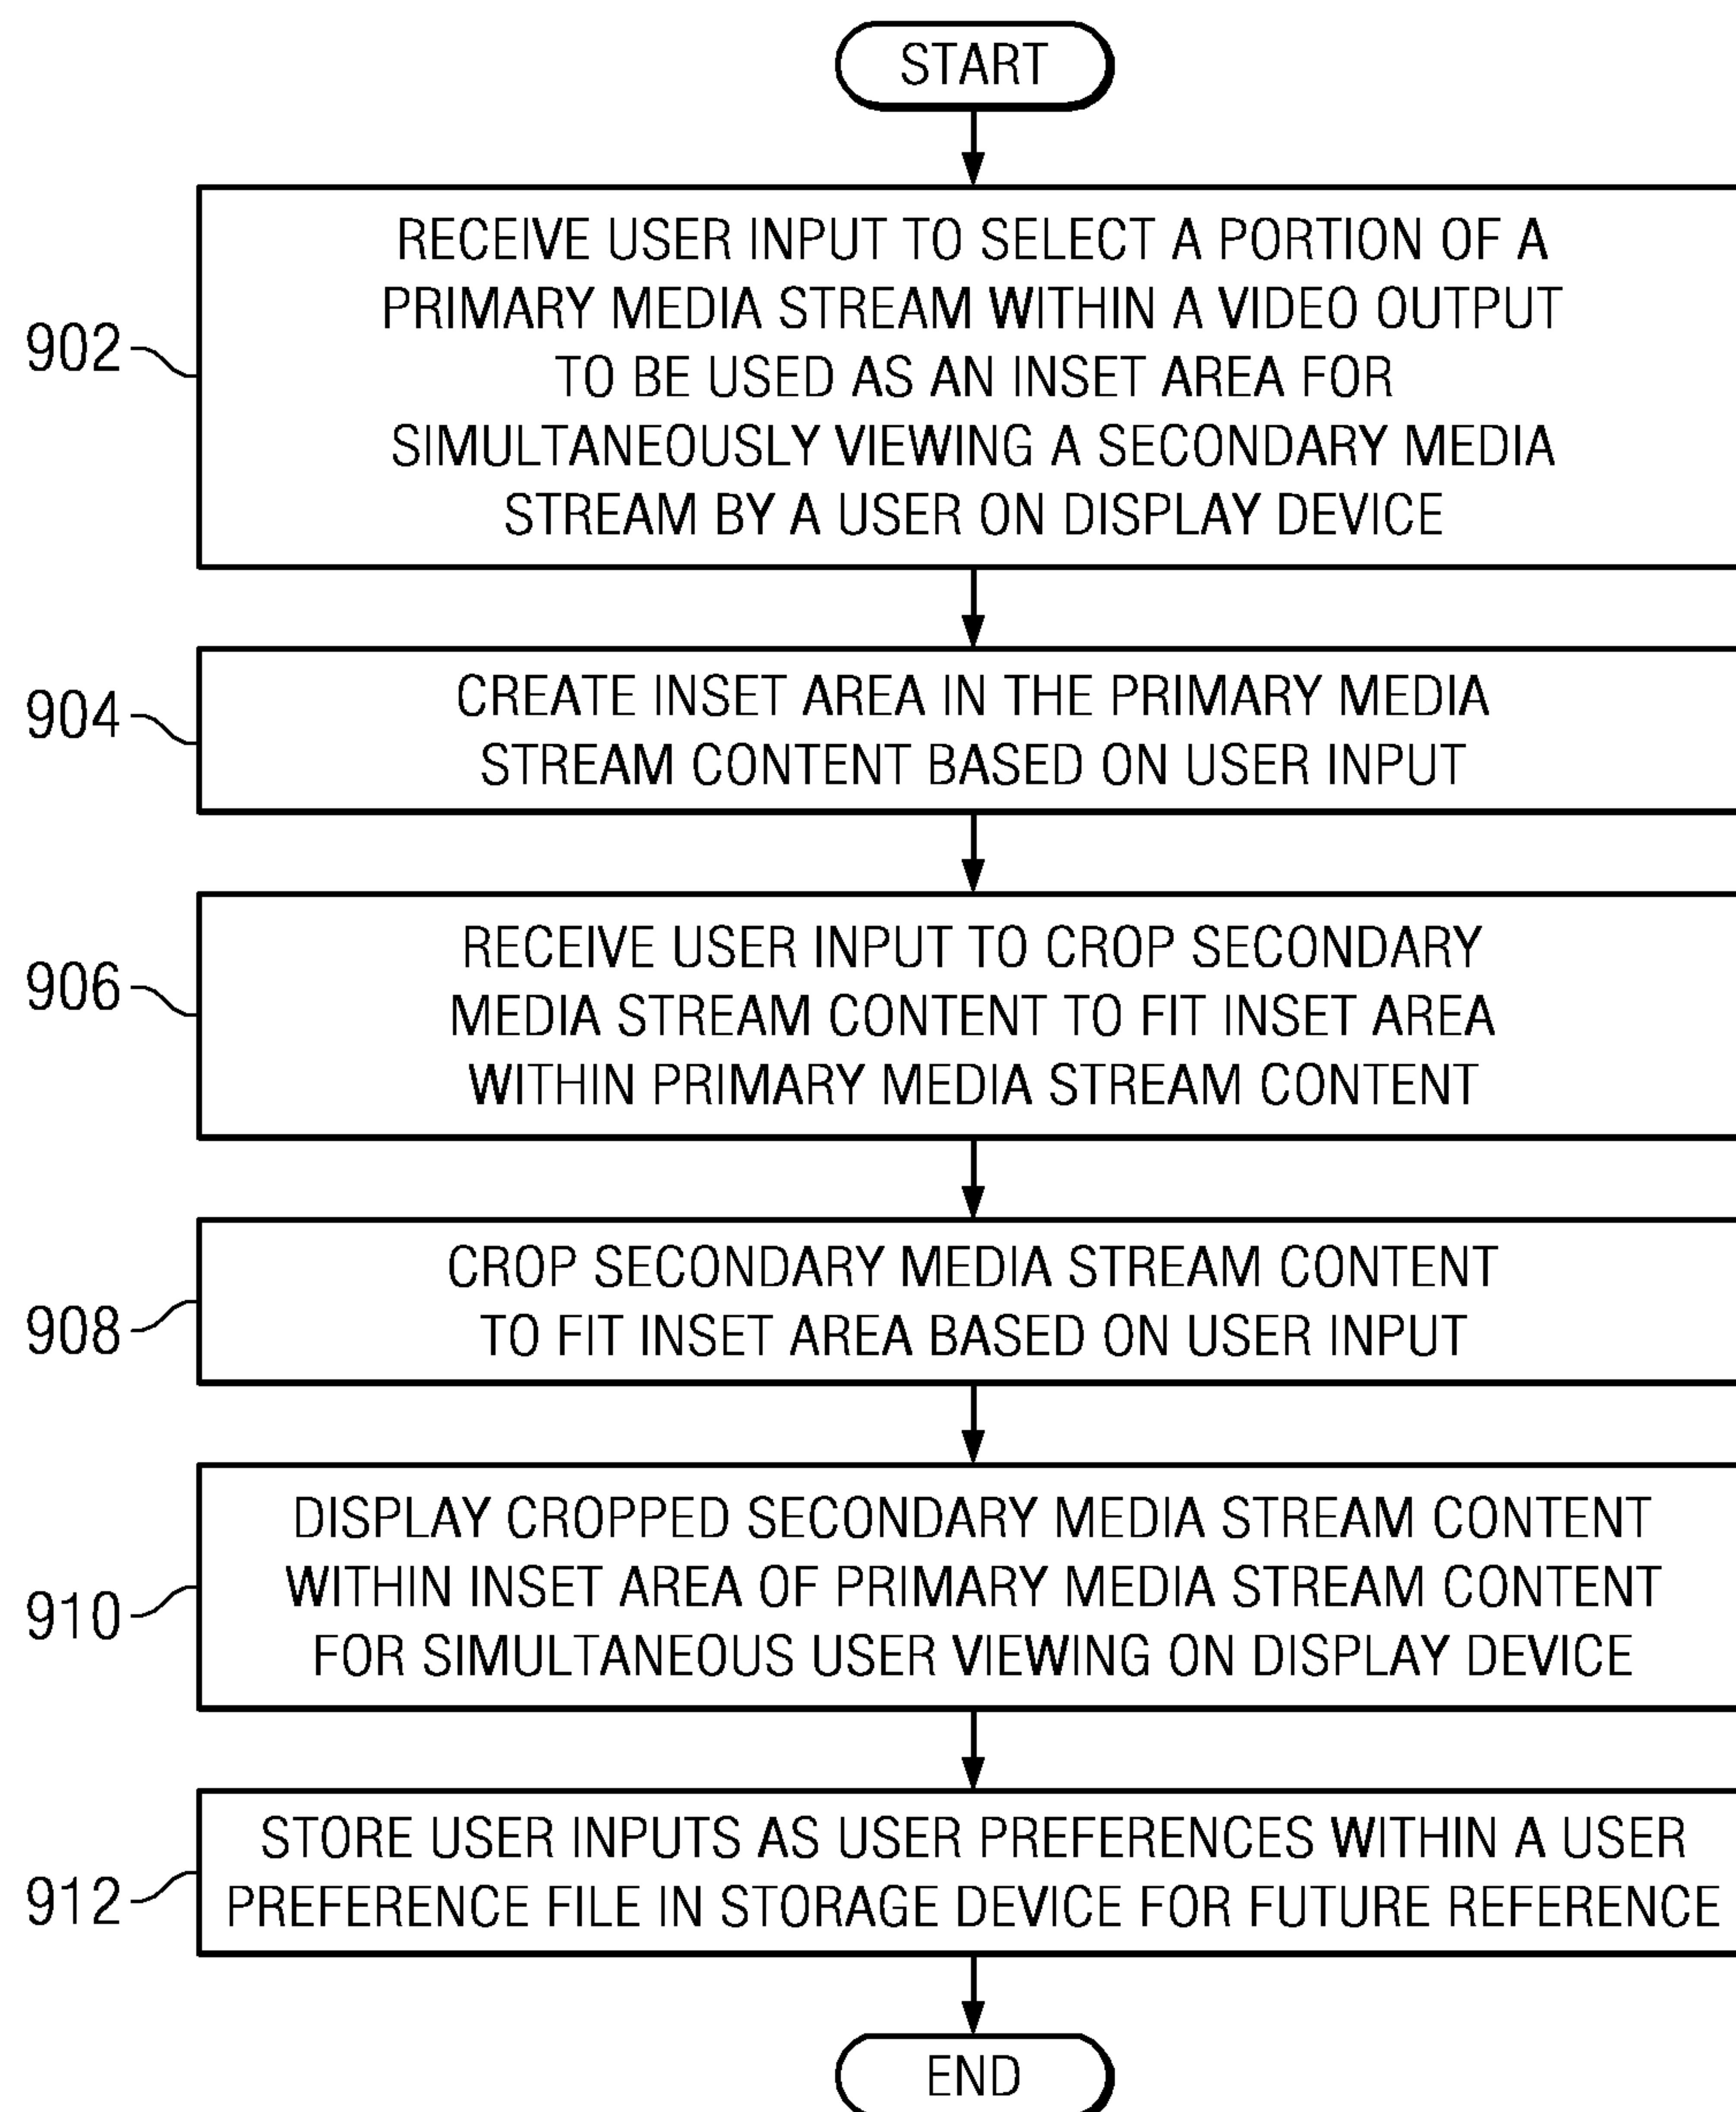 START
902
RECEIVE USER INPUT TO SELECT A PORTION OF A
PRIMARY MEDIA STREAM WITHIN A VIDEO OUTPUT
TO BE USED AS AN INSET AREA FOR
SIMULTANEOUSLY VIEWING A SECONDARY MEDIA
STREAM BY A USER ON DISPLAY DEVICE
904
CREATE INSET AREA IN THE PRIMARY MEDIA
STREAM CONTENT BASED ON USER INPUT
906
RECEIVE USER INPUT TO CROP SECONDARY
MEDIA STREAM CONTENT TO FIT INSET AREA
WITHIN PRIMARY MEDIA STREAM CONTENT
908
CROP SECONDARY MEDIA STREAM CONTENT
TO FIT INSET AREA BASED ON USER INPUT
910
DISPLAY CROPPED SECONDARY MEDIA STREAM CONTENT
WITHIN INSET AREA OF PRIMARY MEDIA STREAM CONTENT
FOR SIMULTANEOUS USER VIEWING ON DISPLAY DEVICE
912
STORE USER INPUTS AS USER PREFERENCES WITHIN A USER
PREFERENCE FILE IN STORAGE DEVICE FOR FUTURE REFERENCE
END